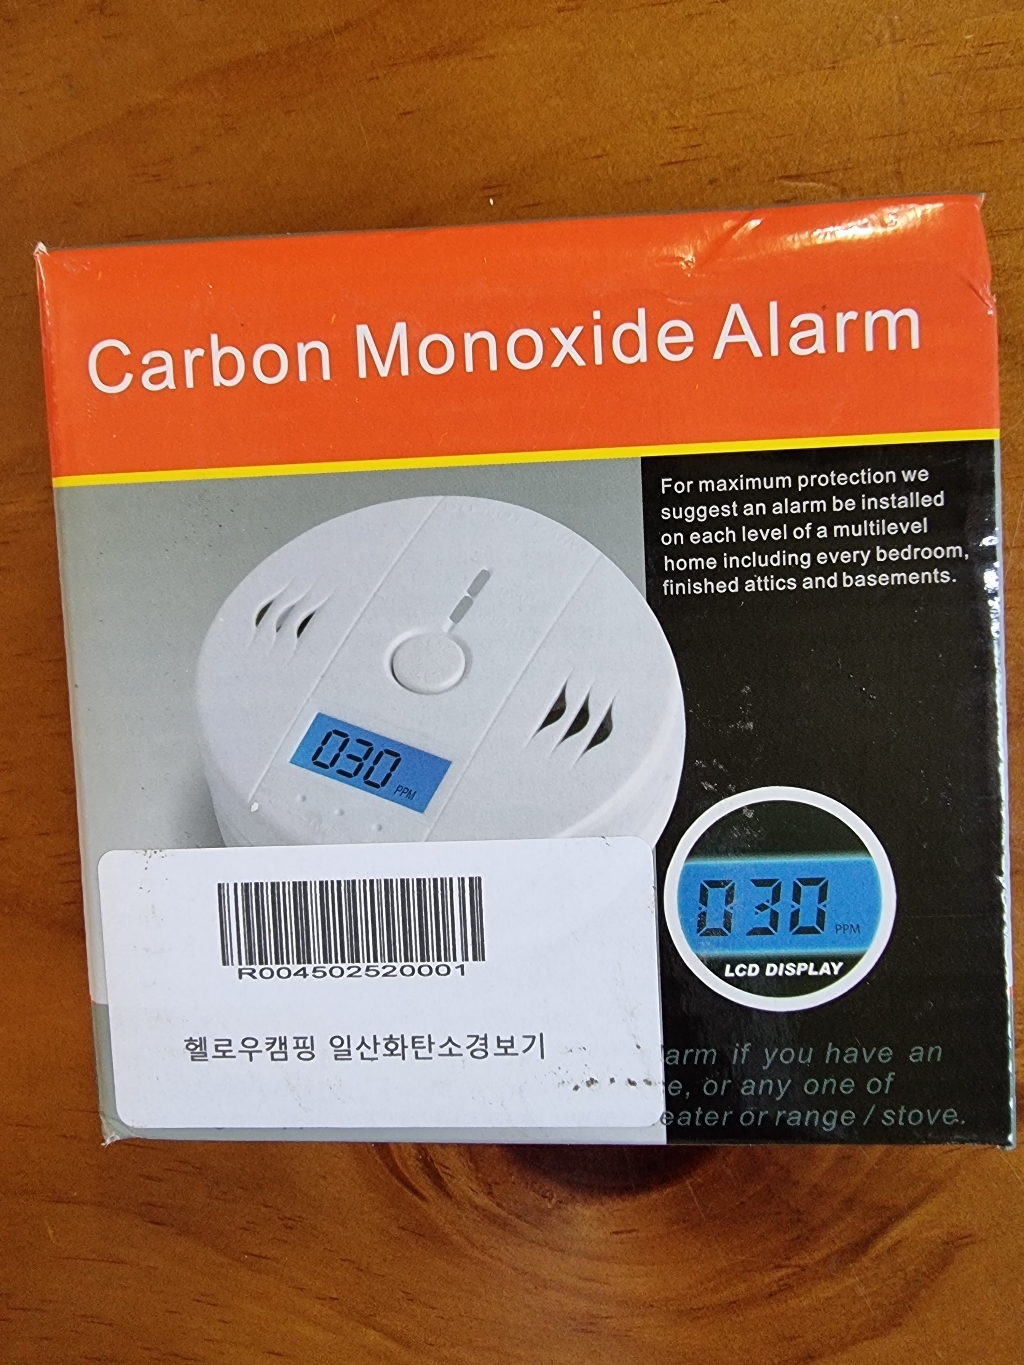 Carbon Monoxide Alarm
For maximum protection we
suggest an alarm be installed
on each level of a multilevel
home including every bedroom,
finished attics and basements.
030 PPM
030 PPM
LCD DISPLAY
R004502520001
헬로우캠핑 일산화탄소경보기
arm if you have an
e, or any one of
eater or range / stove.